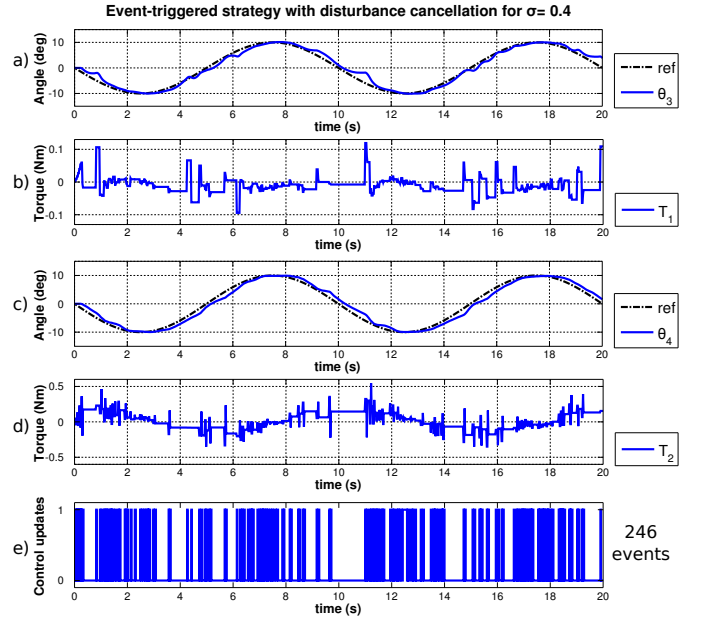 Event-triggered strategy with disturbance cancellation for σ= 0.4
a)
Angle (deg)
10
0
-10
0 2 4 6 8 10 12 14 16 18 20
time (s)
ref
θ3
b)
Torque (Nm)
0.1
0
-0.1
0 2 4 6 8 10 12 14 16 18 20
time (s)
T1
c)
Angle (deg)
10
0
-10
0 2 4 6 8 10 12 14 16 18 20
time (s)
ref
θ4
d)
Torque (Nm)
0.5
0
-0.5
0 2 4 6 8 10 12 14 16 18 20
time (s)
T2
e)
Control updates
1
0
0 2 4 6 8 10 12 14 16 18 20
time (s)
246
events